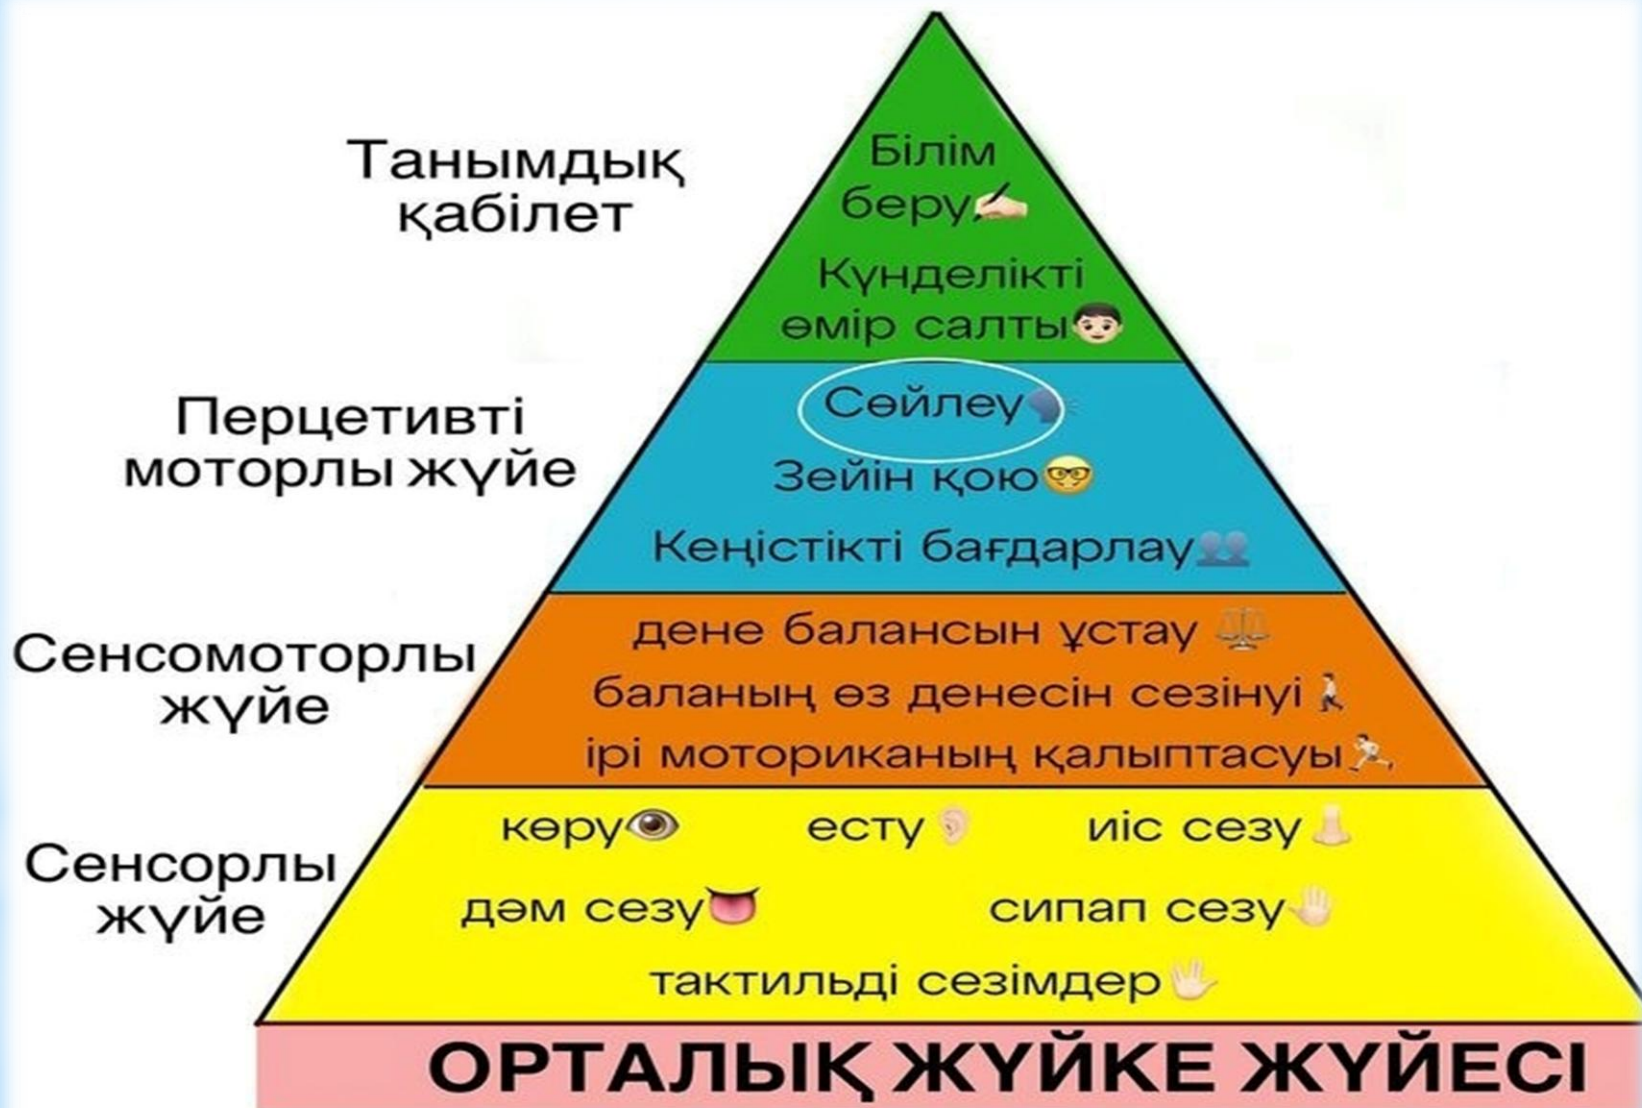 Танымдық
қабілет
Білім
беру
Күнделікті
өмір салты
Перцетивті
моторлы жүйе
Сөйлеу
Зейін қою
Кеңістікті бағдарлау
Сенсомоторлы
жүйе
дене балансын ұстау
баланың өз денесін сезінуі
ірі моториканың қалыптасуы
Сенсорлы
жүйе
көру есту иіс сезу
дәм сезу сипап сезу
тактильді сезімдер
ОРТАЛЫҚ ЖҮЙКЕ ЖҮЙЕСІ